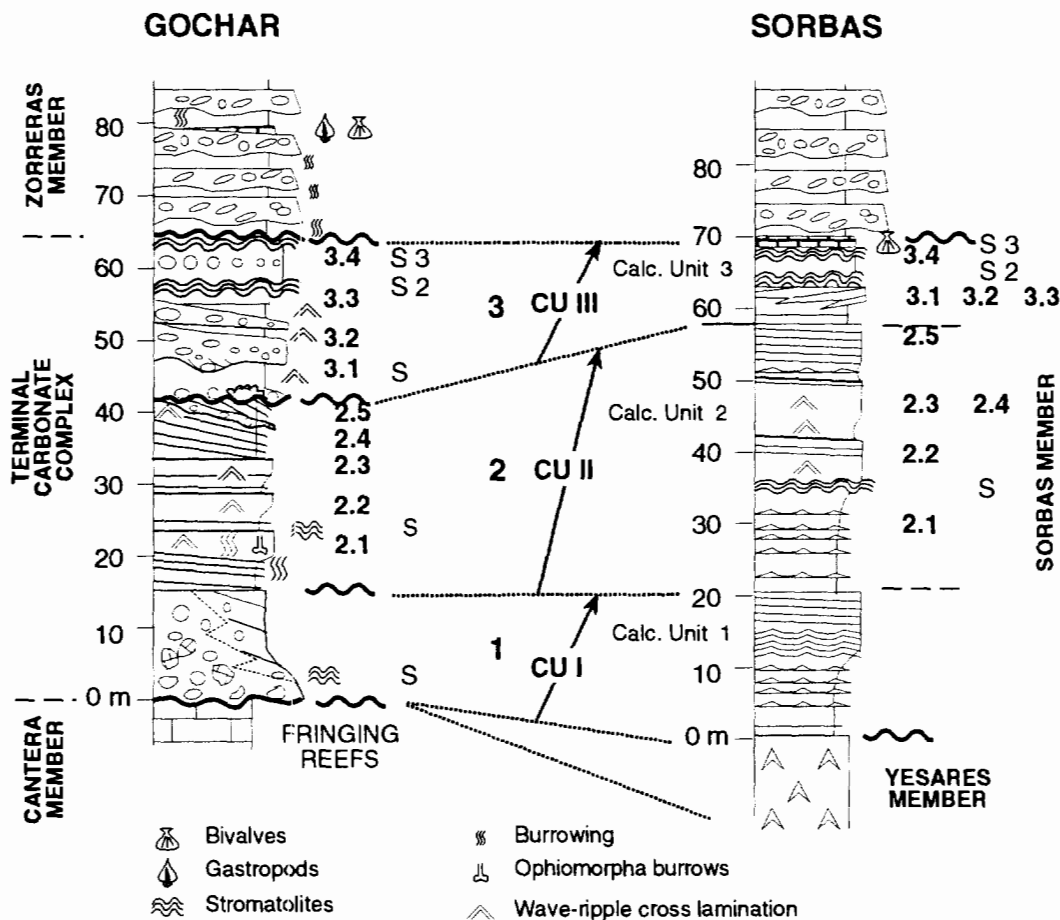 GOCHAR
SORBAS
ZORRERAS
MEMBER
TERMINAL
CARBONATE
COMPLEX
CANTERA
MEMBER
80
70
60
50
40
30
20
10
0 m
3.4
3.3
3.2
3.1
2.5
2.4
2.3
2.2
2.1
S 3
S 2
S
S
S
FRINGING
REEFS
3 CU III
2 CU II
1 CU I
Calc. Unit 3
Calc. Unit 2
Calc. Unit 1
80
70
60
50
40
30
20
10
0 m
3.4
S 3
S 2
3.1 3.2 3.3
2.5
2.3 2.4
2.2
S
2.1
SORBAS MEMBER
YESARES
MEMBER
Bivalves
Gastropods
Stromatolites
Burrowing
Ophiomorpha burrows
Wave-ripple cross lamination